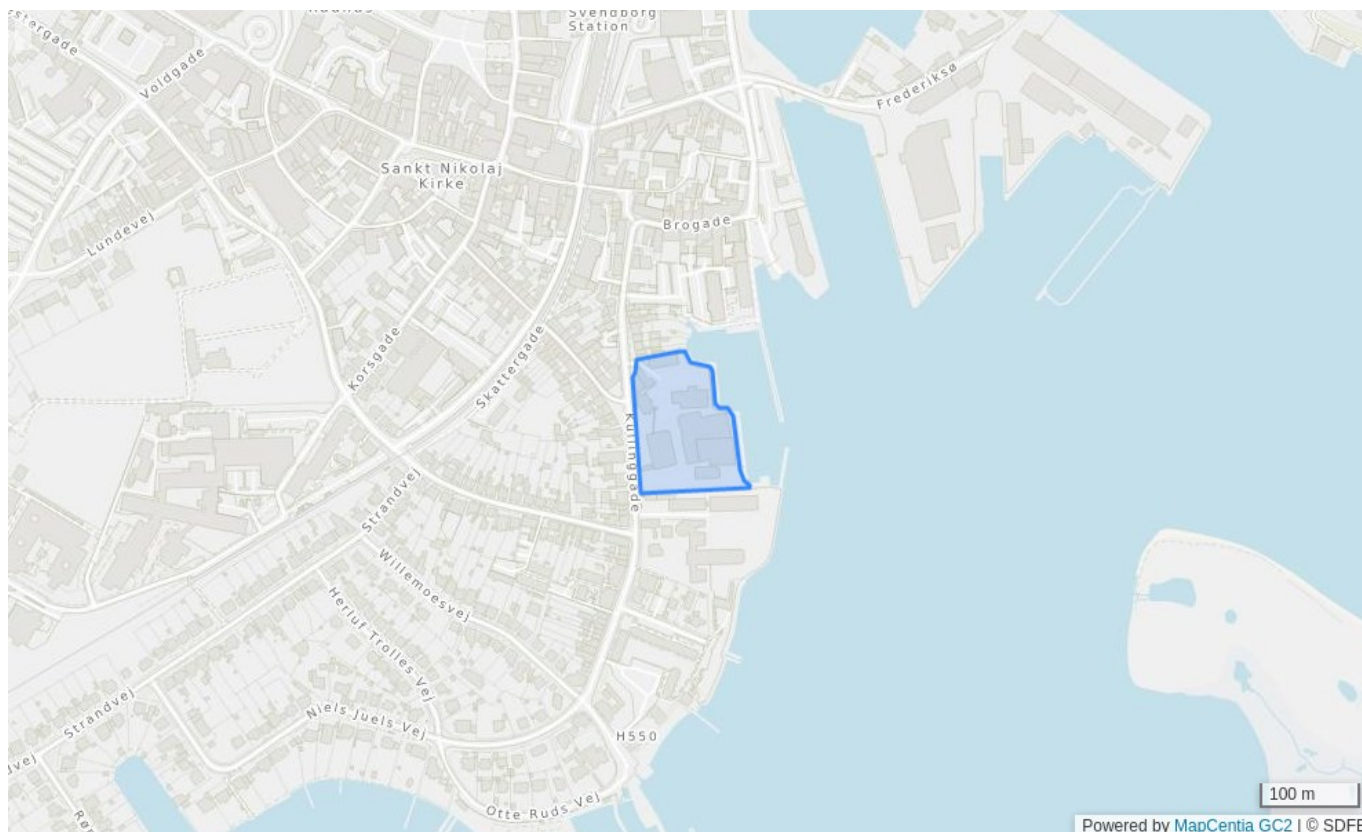 Svendborg
Station
Voldgade
Frederiksø
Sankt Nikolaj
Kirke
Lundevej
Brogade
Korsgade
Skattergade
Kullinggade
Strandvej
Willemoesvej
Herluf Trolles Vej
Strandvej
Niels Juels Vej
H550
Otte Ruds Vej
100 m
Powered by MapCentia GC2 | © SDFE